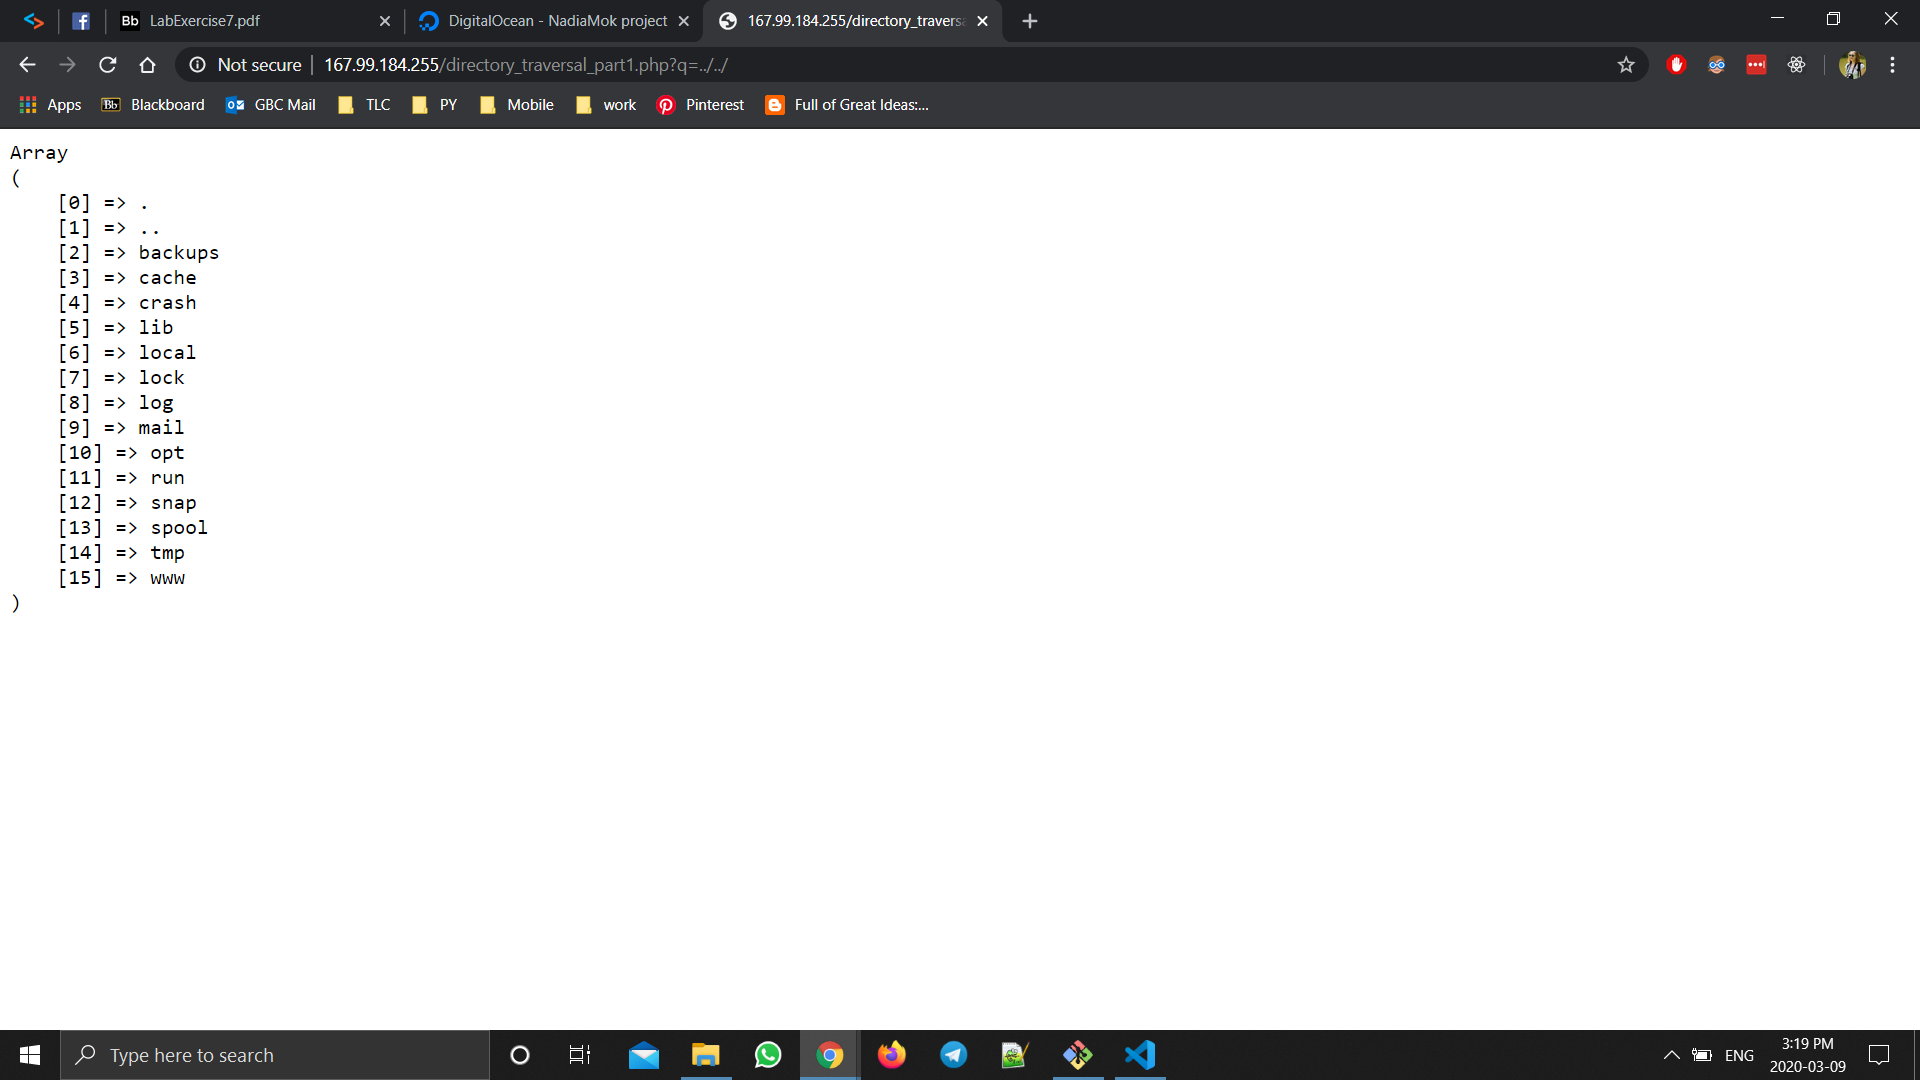 Bb LabExercise7.pdf
DigitalOcean - NadiaMok project
167.99.184.255/directory_travers
Not secure 167.99.184.255/directory_traversal_part1.php?q=../../
Apps Bb Blackboard GBC Mail TLC PY Mobile work Pinterest Full of Great Ideas:...
Array
(
[0] => .
[1] => ..
[2] => backups
[3] => cache
[4] => crash
[5] => lib
[6] => local
[7] => lock
[8] => log
[9] => mail
[10] => opt
[11] => run
[12] => snap
[13] => spool
[14] => tmp
[15] => www
)
Type here to search
ENG
3:19 PM
2020-03-09